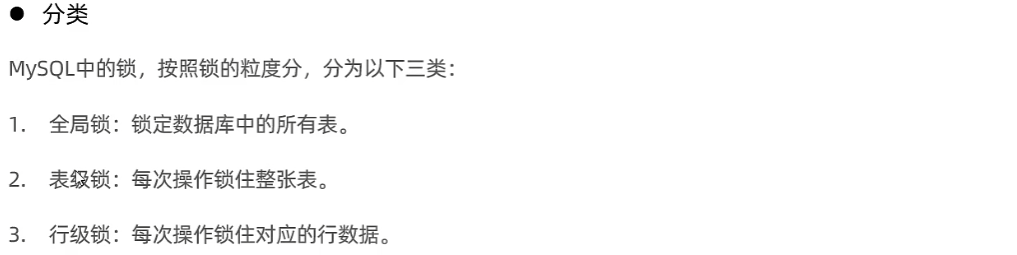 ● 分类
MySQL中的锁，按照锁的粒度分，分为以下三类：
1. 全局锁：锁定数据库中的所有表。
2. 表级锁：每次操作锁住整张表。
3. 行级锁：每次操作锁住对应的行数据。